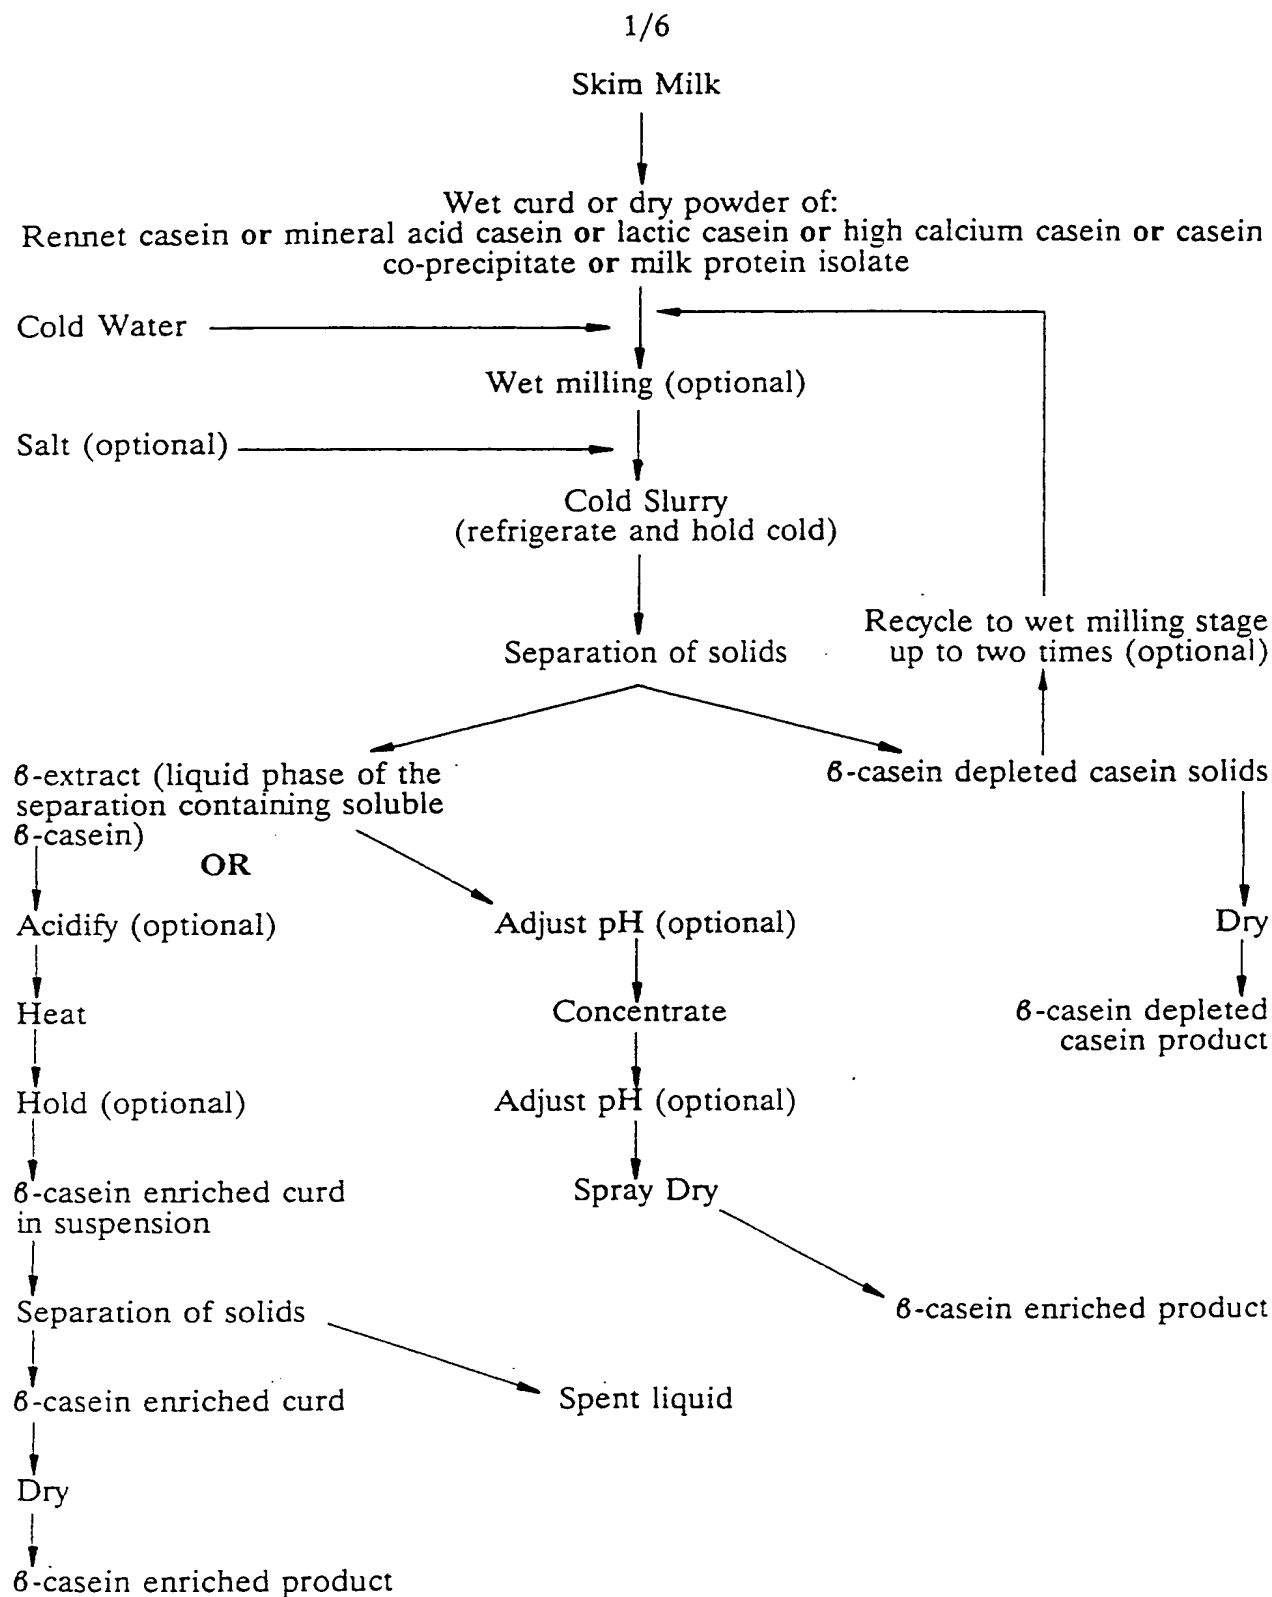 1/6
Skim Milk
Wet curd or dry powder of:
Rennet casein or mineral acid casein or lactic casein or high calcium casein or casein
co-precipitate or milk protein isolate
Cold Water
Wet milling (optional)
Salt (optional)
Cold Slurry
(refrigerate and hold cold)
Separation of solids
Recycle to wet milling stage
up to two times (optional)
ϐ-extract (liquid phase of the
separation containing soluble
ϐ-casein)
ϐ-casein depleted casein solids
OR
Acidify (optional)
Adjust pH (optional)
Dry
Heat
Concentrate
ϐ-casein depleted
casein product
Hold (optional)
Adjust pH (optional)
ϐ-casein enriched curd
in suspension
Spray Dry
Separation of solids
ϐ-casein enriched product
ϐ-casein enriched curd
Spent liquid
Dry
ϐ-casein enriched product